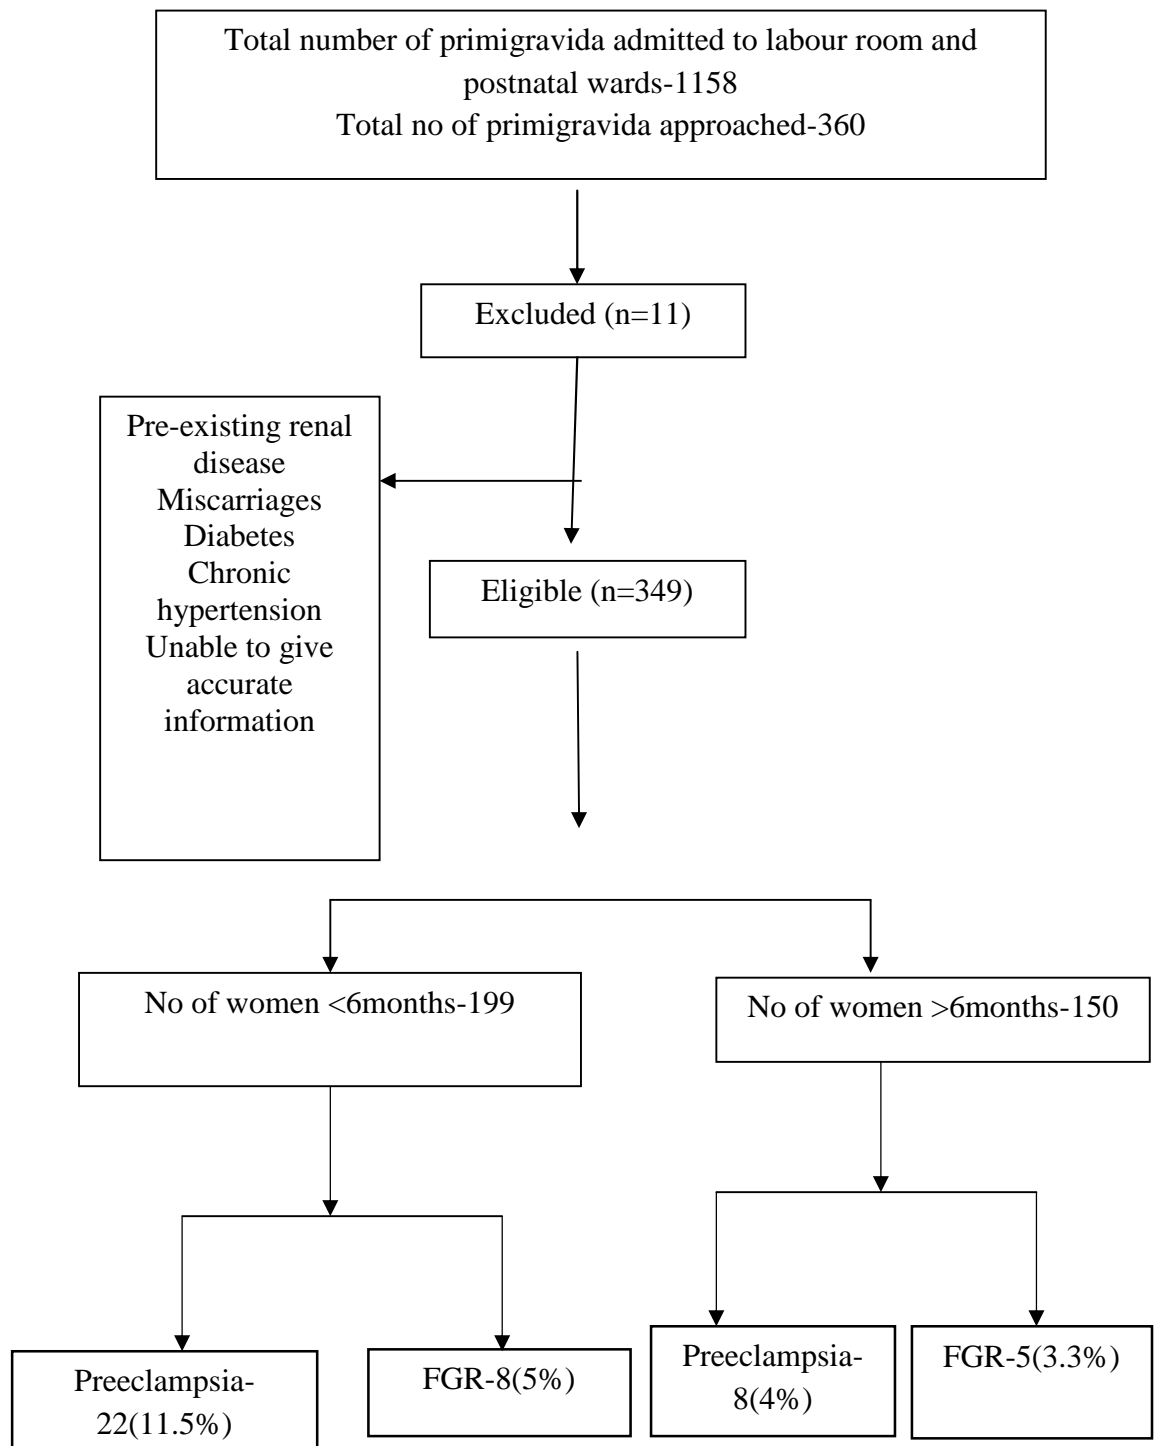 Total number of primigravida admitted to labour room and
postnatal wards-1158
Total no of primigravida approached-360
Excluded (n=11)
Pre-existing renal
disease
Miscarriages
Diabetes
Chronic
hypertension
Unable to give
accurate
information
Eligible (n=349)
No of women <6months-199
No of women >6months-150
Preeclampsia-
22(11.5%)
FGR-8(5%)
Preeclampsia-
8(4%)
FGR-5(3.3%)